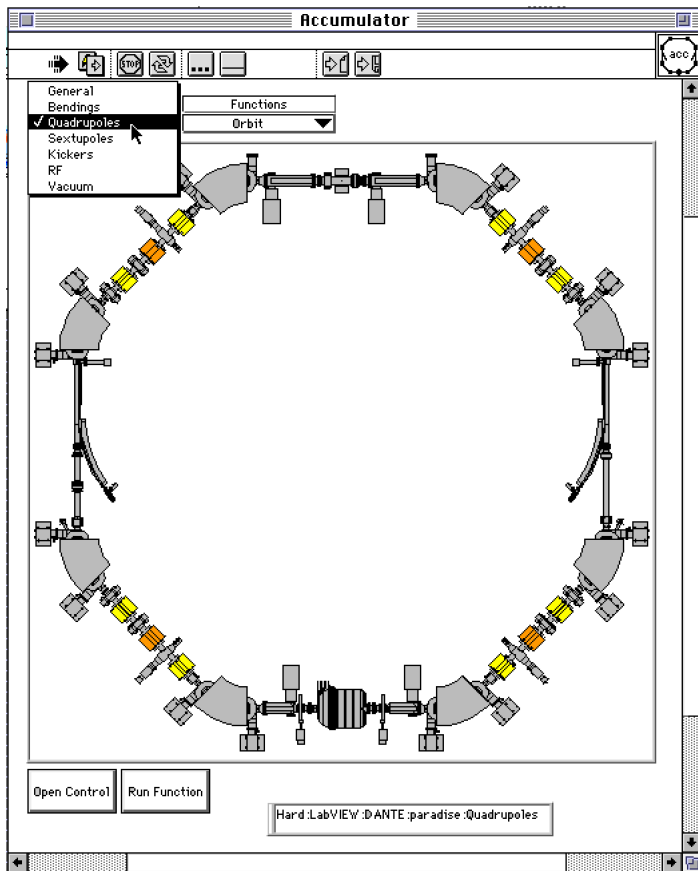 Accumulator
acc
STOP
General
Bendings
✓ Quadrupoles
Sextupoles
Kickers
RF
Vacuum
Functions
Orbit
Open Control
Run Function
Hard:LabVIEW:DANTE:paradise:Quadrupoles